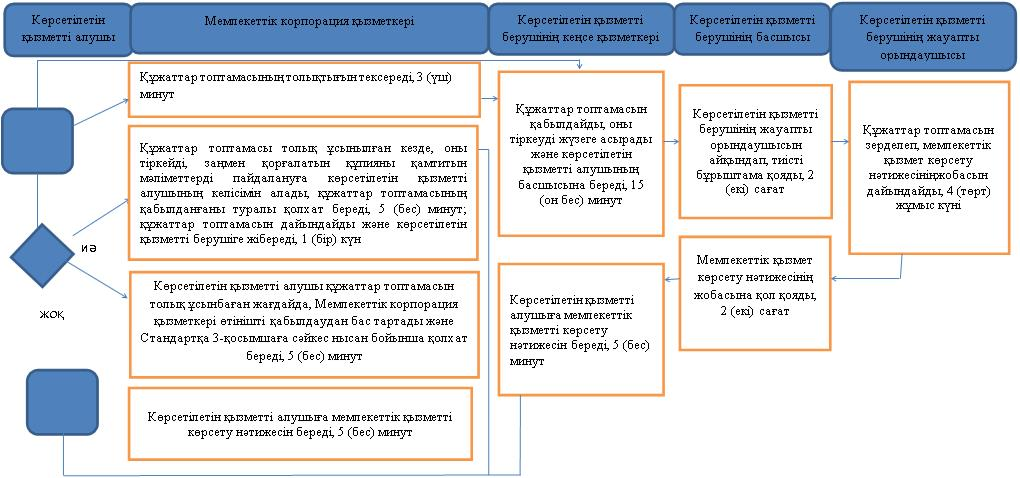 Көрсетілетін
қызметті алушы
Мемлекеттік корпорация қызметкері
Көрсетілетін қызметті
берушінің кеңсе қызметкері
Көрсетілетін қызметті
берушінің басшысы
Көрсетілетін қызметті
берушінің жауапты
орындаушысы
Құжаттар топтамасының толықтығын тексереді, 3 (үш)
минут
Құжаттар топтамасы толық ұсынылған кезде, оны
тіркейді, заңмен қорғалатын құпияны қамтитын
мәліметтерді пайдалануға көрсетілетін қызметті
алушының келісімін алады, құжаттар топтамасының
қабылданғаны туралы қолхат береді, 5 (бес) минут;
құжаттар топтамасын дайындайды және көрсетілетін
қызметті берушіге жібереді, 1 (бір) күн
иә
жоқ
Көрсетілетін қызметті алушы құжаттар топтамасын
толық ұсынбаған жағдайда, Мемлекеттік корпорация
қызметкері өтінішті қабылдаудан бас тартады және
Стандартқа 3-қосымшаға сәйкес нысан бойынша қолхат
береді, 5 (бес) минут
Көрсетілетін қызметті алушыға мемлекеттік қызметті
көрсету нәтижесін береді, 5 (бес) минут
Құжаттар топтамасын
қабылдайды, оны
тіркеуді жүзеге асырады
және көрсетілетін
қызметті алушының
басшысына береді, 15
(он бес) минут
Көрсетілетін қызметті
алушыға мемлекеттік
қызметті көрсету
нәтижесін береді, 5 (бес)
минут
Көрсетілетін қызметті
берушінің жауапты
орындаушысын
айқындап, тиісті
бұрыштама қояды, 2
(екі) сағат
Мемлекеттік қызмет
көрсету нәтижесінің
жобасына қол қояды,
2 (екі) сағат
Құжаттар топтамасын
зерделеп, мемлекеттік
қызмет көрсету
нәтижесініңжобасын
дайындайды, 4 (төрт)
жұмыс күні